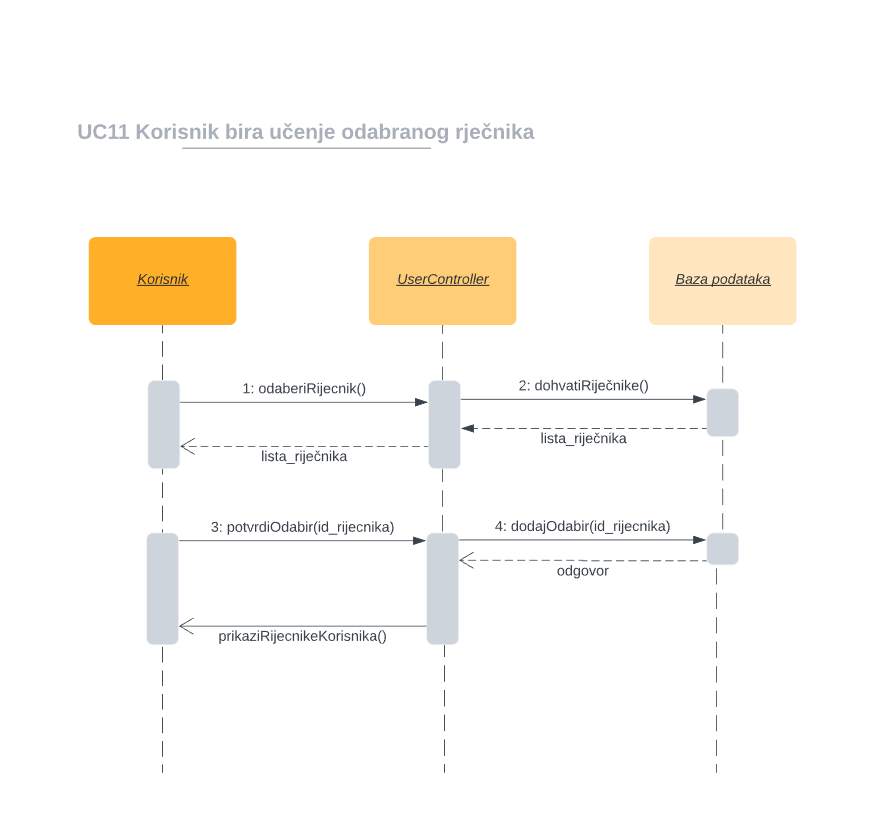 UC11 Korisnik bira učenje odabranog rječnika
Korisnik
UserController
Baza podataka
1: odaberiRijecnik()
2: dohvatiRiječnike()
lista_riječnika
lista_riječnika
3: potvrdiOdabir(id_rijecnika)
4: dodajOdabir(id_rijecnika)
odgovor
prikaziRijecnikeKorisnika()